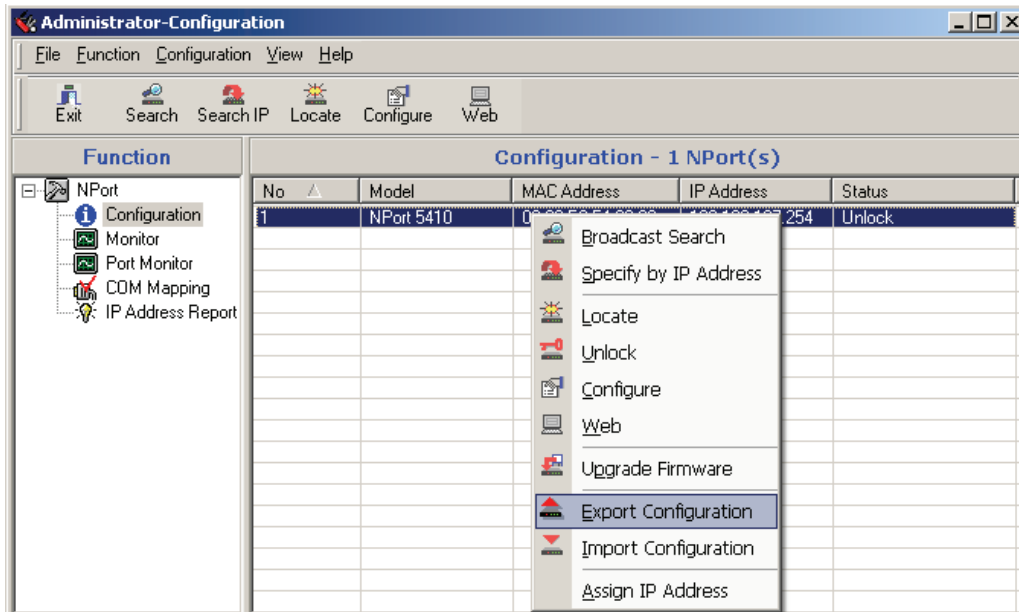 Administrator-Configuration
File Function Configuration View Help
Exit Search Search IP Locate Configure Web
Function
Configuration - 1 NPort(s)
NPort
Configuration
Monitor
Port Monitor
COM Mapping
IP Address Report
No Model MAC Address IP Address Status
1 NPort 5410 .254 Unlock
Broadcast Search
Specify by IP Address
Locate
Unlock
Configure
Web
Upgrade Firmware
Export Configuration
Import Configuration
Assign IP Address